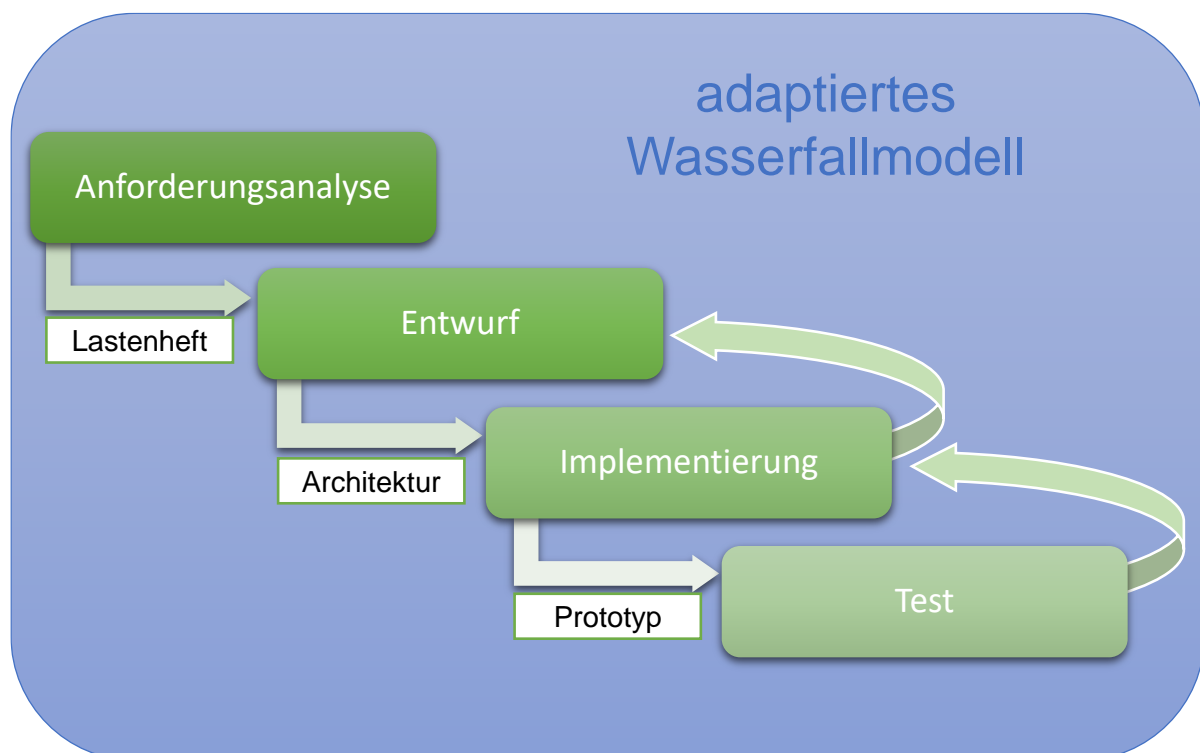 adaptiertes
Wasserfallmodell
Anforderungsanalyse
Lastenheft
Entwurf
Architektur
Implementierung
Prototyp
Test